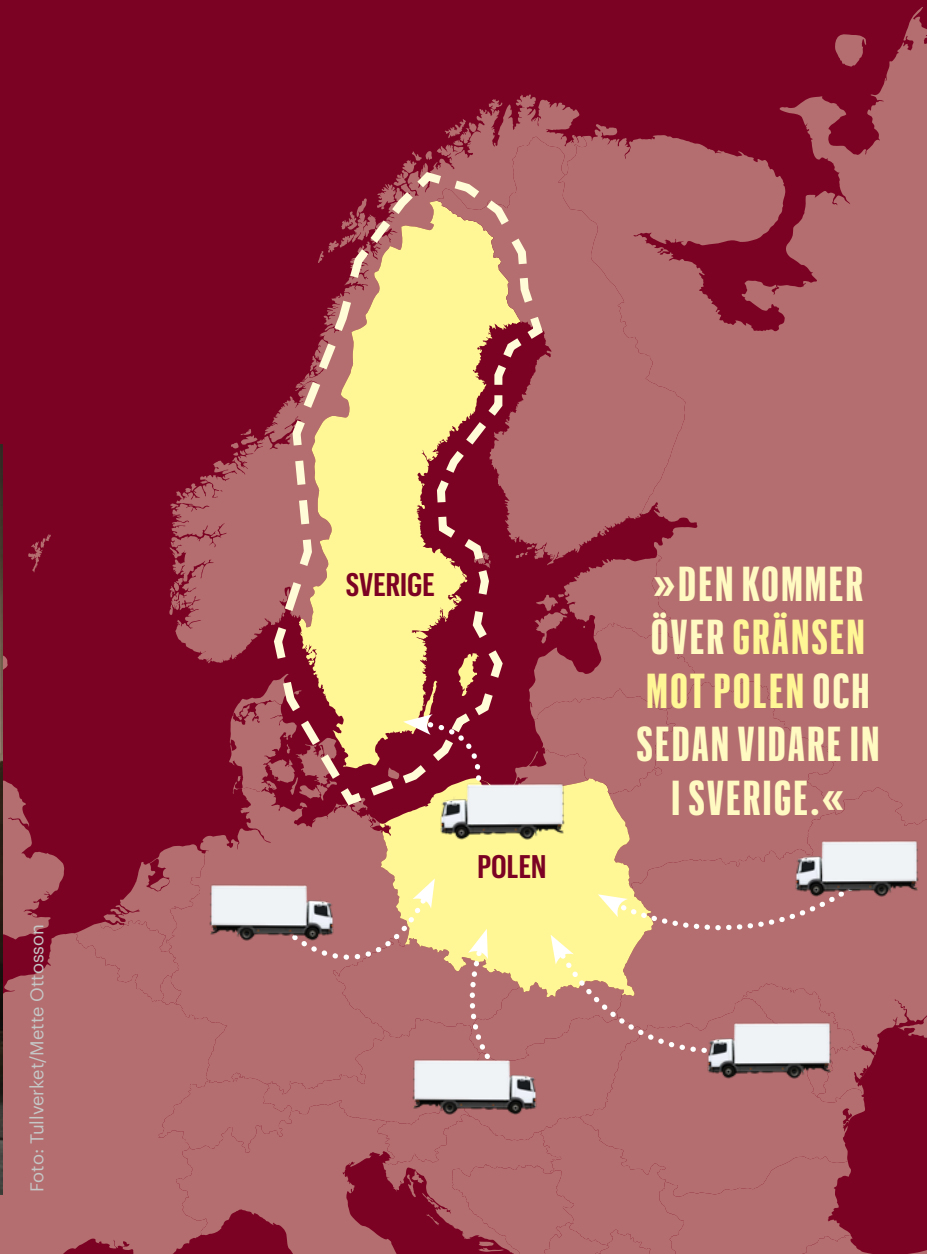 SVERIGE
»DEN KOMMER
ÖVER GRÄNSEN
MOT POLEN OCH
SEDAN VIDARE IN
I SVERIGE.«
POLEN
Foto: Tullverket/Mette Ottosson